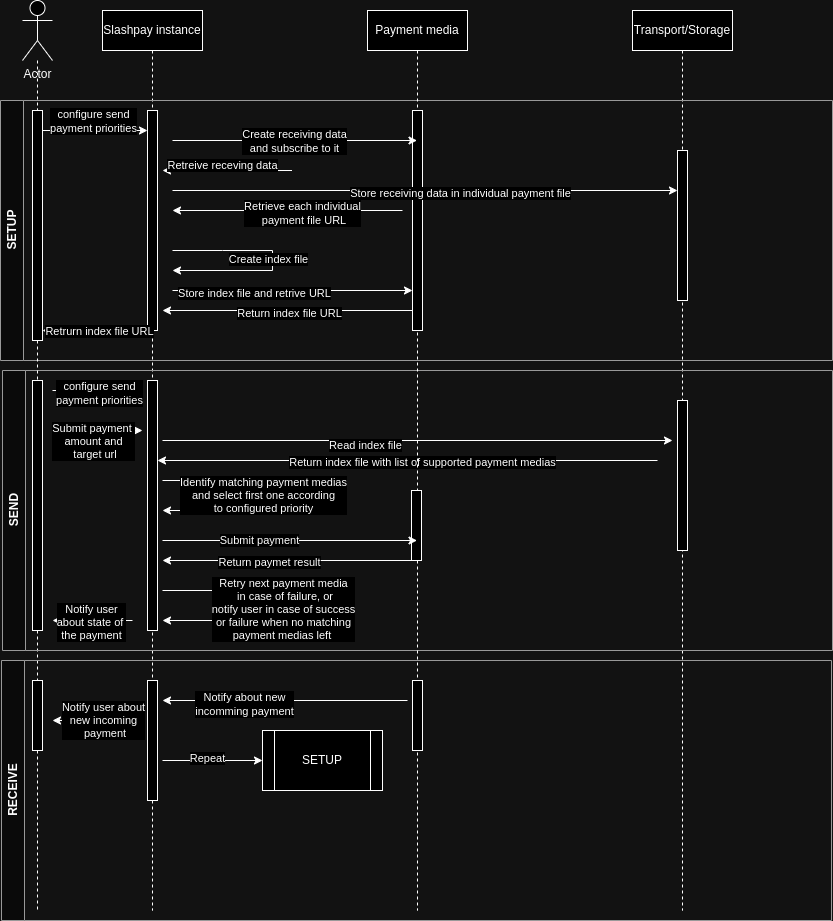 Slashpay instance
Payment media
Transport/Storage
Actor
SETUP
configure send
payment priorities
Create receiving data
and subscribe to it
Retreive receving data
Store receiving data in individual payment file
Retrieve each individual
payment file URL
Create index file
Store index file and retrive URL
Return index file URL
Retrurn index file URL
SEND
configure send
payment priorities
Submit payment
amount and
target url
Read index file
Return index file with list of supported payment medias
Identify matching payment medias
and select first one according
to configured priority
Submit payment
Return paymet result
Retry next payment media
in case of failure, or
notify user in case of success
or failure when no matching
payment medias left
Notify user
about state of
the payment
RECEIVE
Notify about new
incomming payment
Notify user about
new incoming
payment
Repeat
SETUP